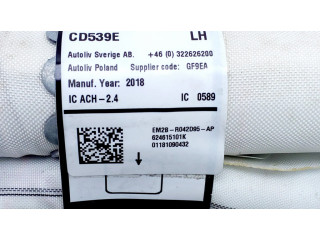 CD539E LH
Autoliv Sverige AB. +46 (0) 322626200
Autoliv Poland Supplier code: GF9EA
Manuf. Year: 2018
IC ACH-2.4 IC 0589
EM2B-R042D95-AP
624615101K
01181090432